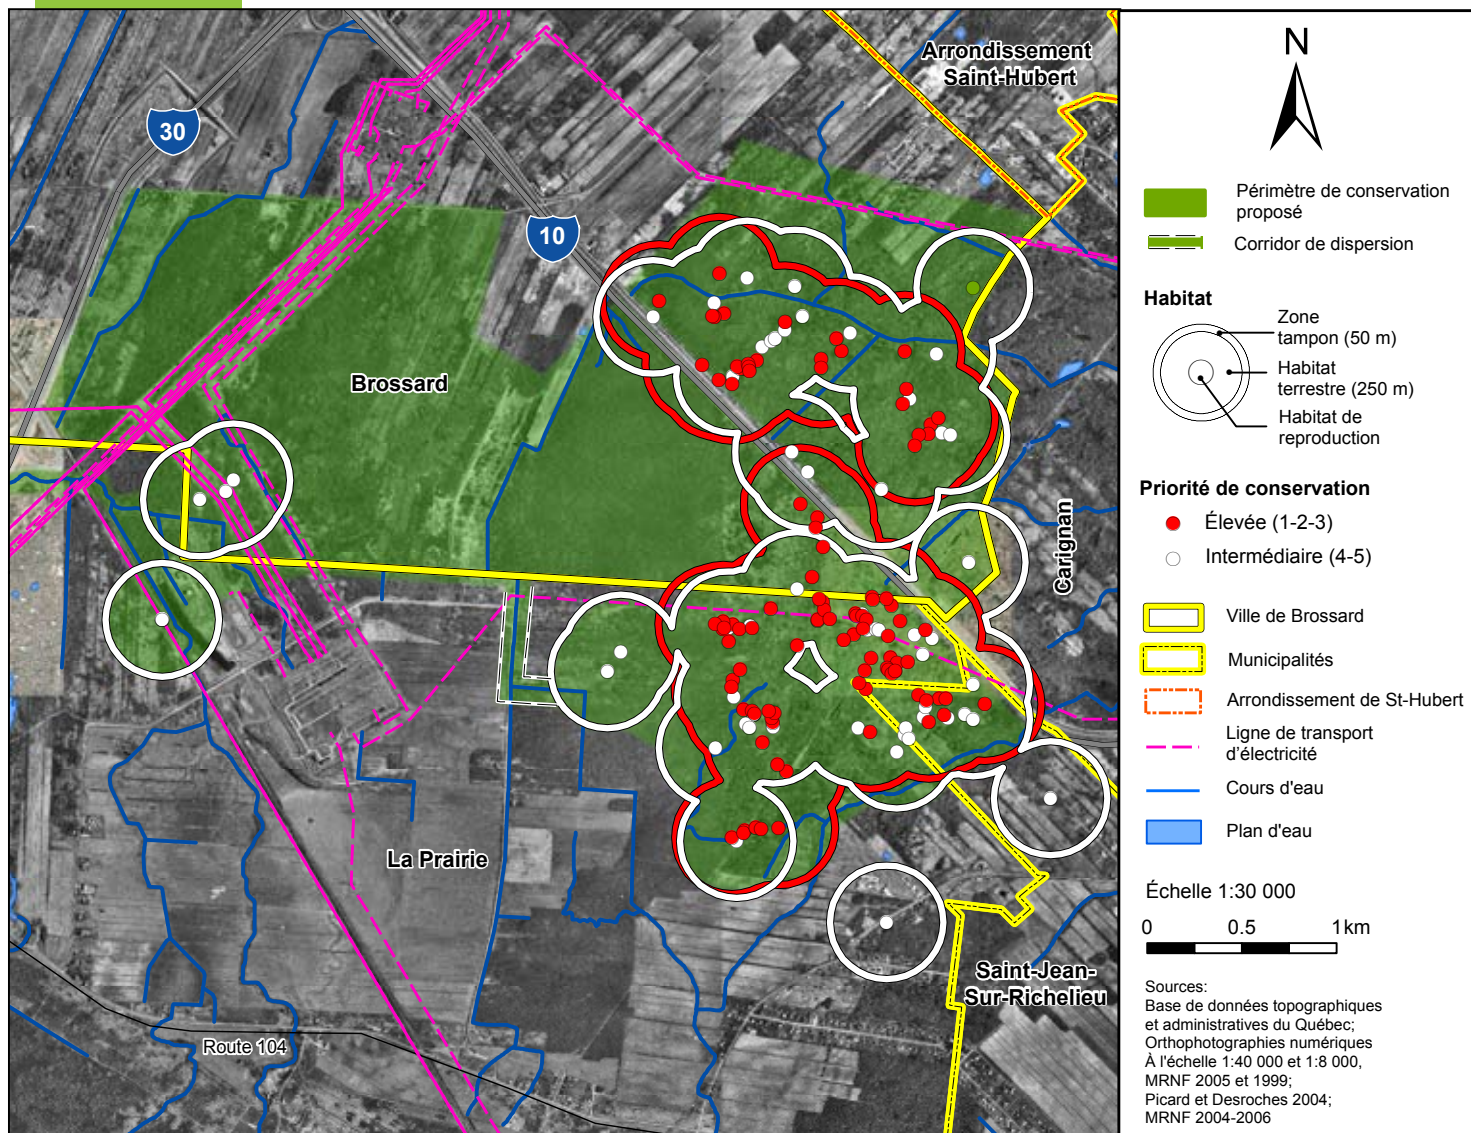 Arrondissement
Saint-Hubert
30
10
Brossard
Carignan
La Prairie
Saint-Jean-
Sur-Richelieu
Route 104
N
Périmètre de conservation
proposé
Corridor de dispersion
Habitat
Zone
tampon (50 m)
Habitat
terrestre (250 m)
Habitat de
reproduction
Priorité de conservation
Élevée (1-2-3)
Intermédiaire (4-5)
Ville de Brossard
Municipalités
Arrondissement de St-Hubert
Ligne de transport
d'électricité
Cours d'eau
Plan d'eau
Échelle 1:30 000
0 0.5 1 km
Sources:
Base de données topographiques
et administratives du Québec;
Orthophotographies numériques
À l'échelle 1:40 000 et 1:8 000,
MRNF 2005 et 1999;
Picard et Desroches 2004;
MRNF 2004-2006